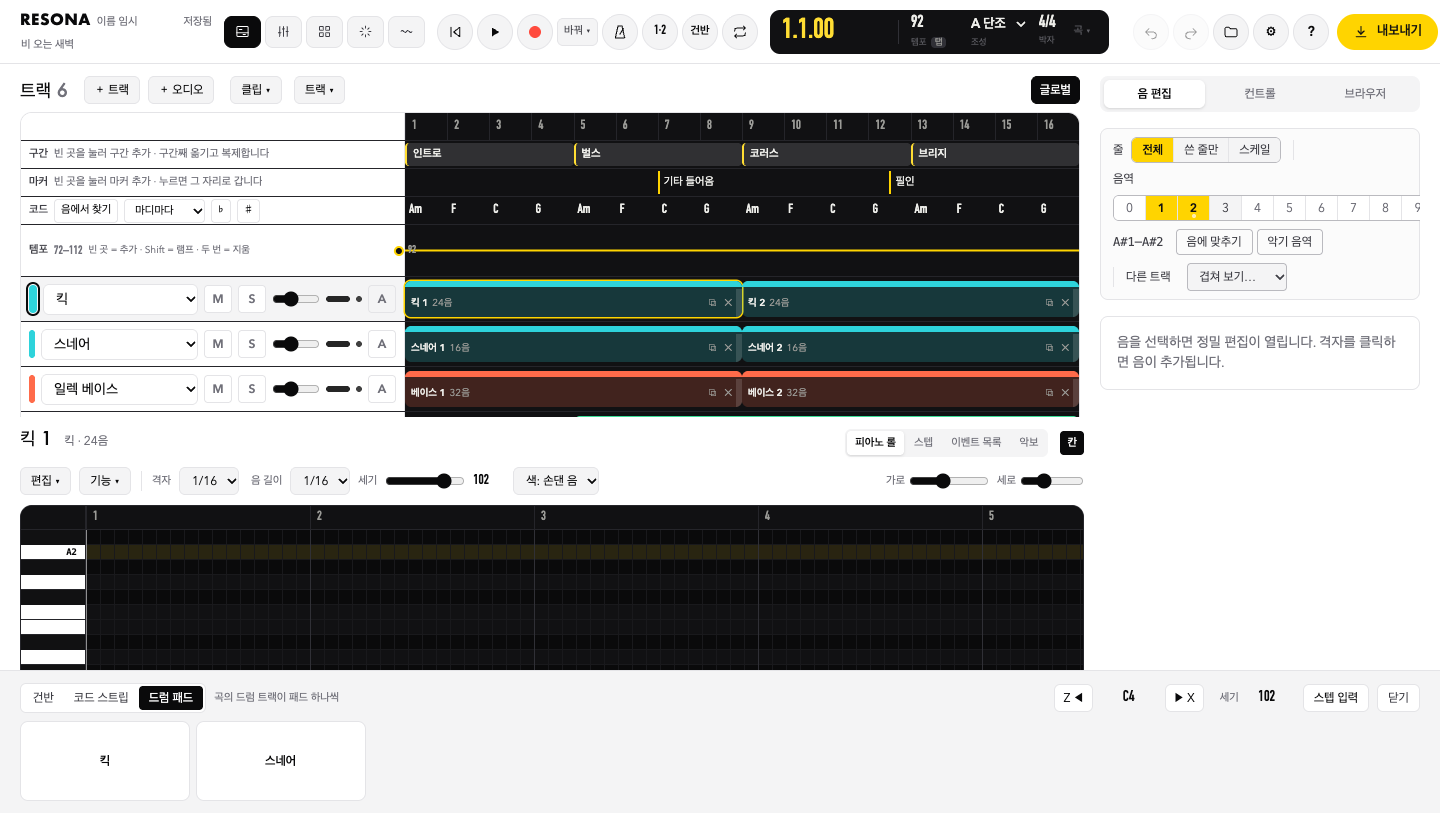 RESONA 이름 임시 저장됨
비 오는 새벽
바꿔 ▾
1·2
건반
1.1.00
92
템포 탭
A 단조
조성
4/4
박자
곡 ▾
?
내보내기
트랙 6
+ 트랙
+ 오디오
클립 ▾
트랙 ▾
글로벌
1 2 3 4 5 6 7 8 9 10 11 12 13 14 15 16
구간 빈 곳을 눌러 구간 추가 · 구간째 옮기고 복제합니다
인트로 벌스 코러스 브리지
마커 빈 곳을 눌러 마커 추가 · 누르면 그 자리로 갑니다
기타 들어옴 필인
코드 음에서 찾기 마디마다 ♭ #
Am F C G Am F C G Am F C G Am F C G
템포 72–112 빈 곳 = 추가 · Shift = 램프 · 두 번 = 지움
92
킥 M S A
킥 1 24음 킥 2 24음
스네어 M S A
스네어 1 16음 스네어 2 16음
일렉 베이스 M S A
베이스 1 32음 베이스 2 32음
음 편집 컨트롤 브라우저
줄 전체 쓴 줄만 스케일
음역
0 1 2 3 4 5 6 7 8 9
A#1–A#2 음에 맞추기 악기 음역
다른 트랙 겹쳐 보기...
음을 선택하면 정밀 편집이 열립니다. 격자를 클릭하
면 음이 추가됩니다.
킥 1 킥 · 24음
피아노 롤 스텝 이벤트 목록 악보 칸
편집 ▾ 기능 ▾ 격자 1/16 음 길이 1/16 세기 102 색: 손댄 음 가로 세로
1 2 3 4 5
A2
건반 코드 스트립 드럼 패드 곡의 드럼 트랙이 패드 하나씩
Z ◀ C4 ▶ X 세기 102 스텝 입력 닫기
킥 스네어